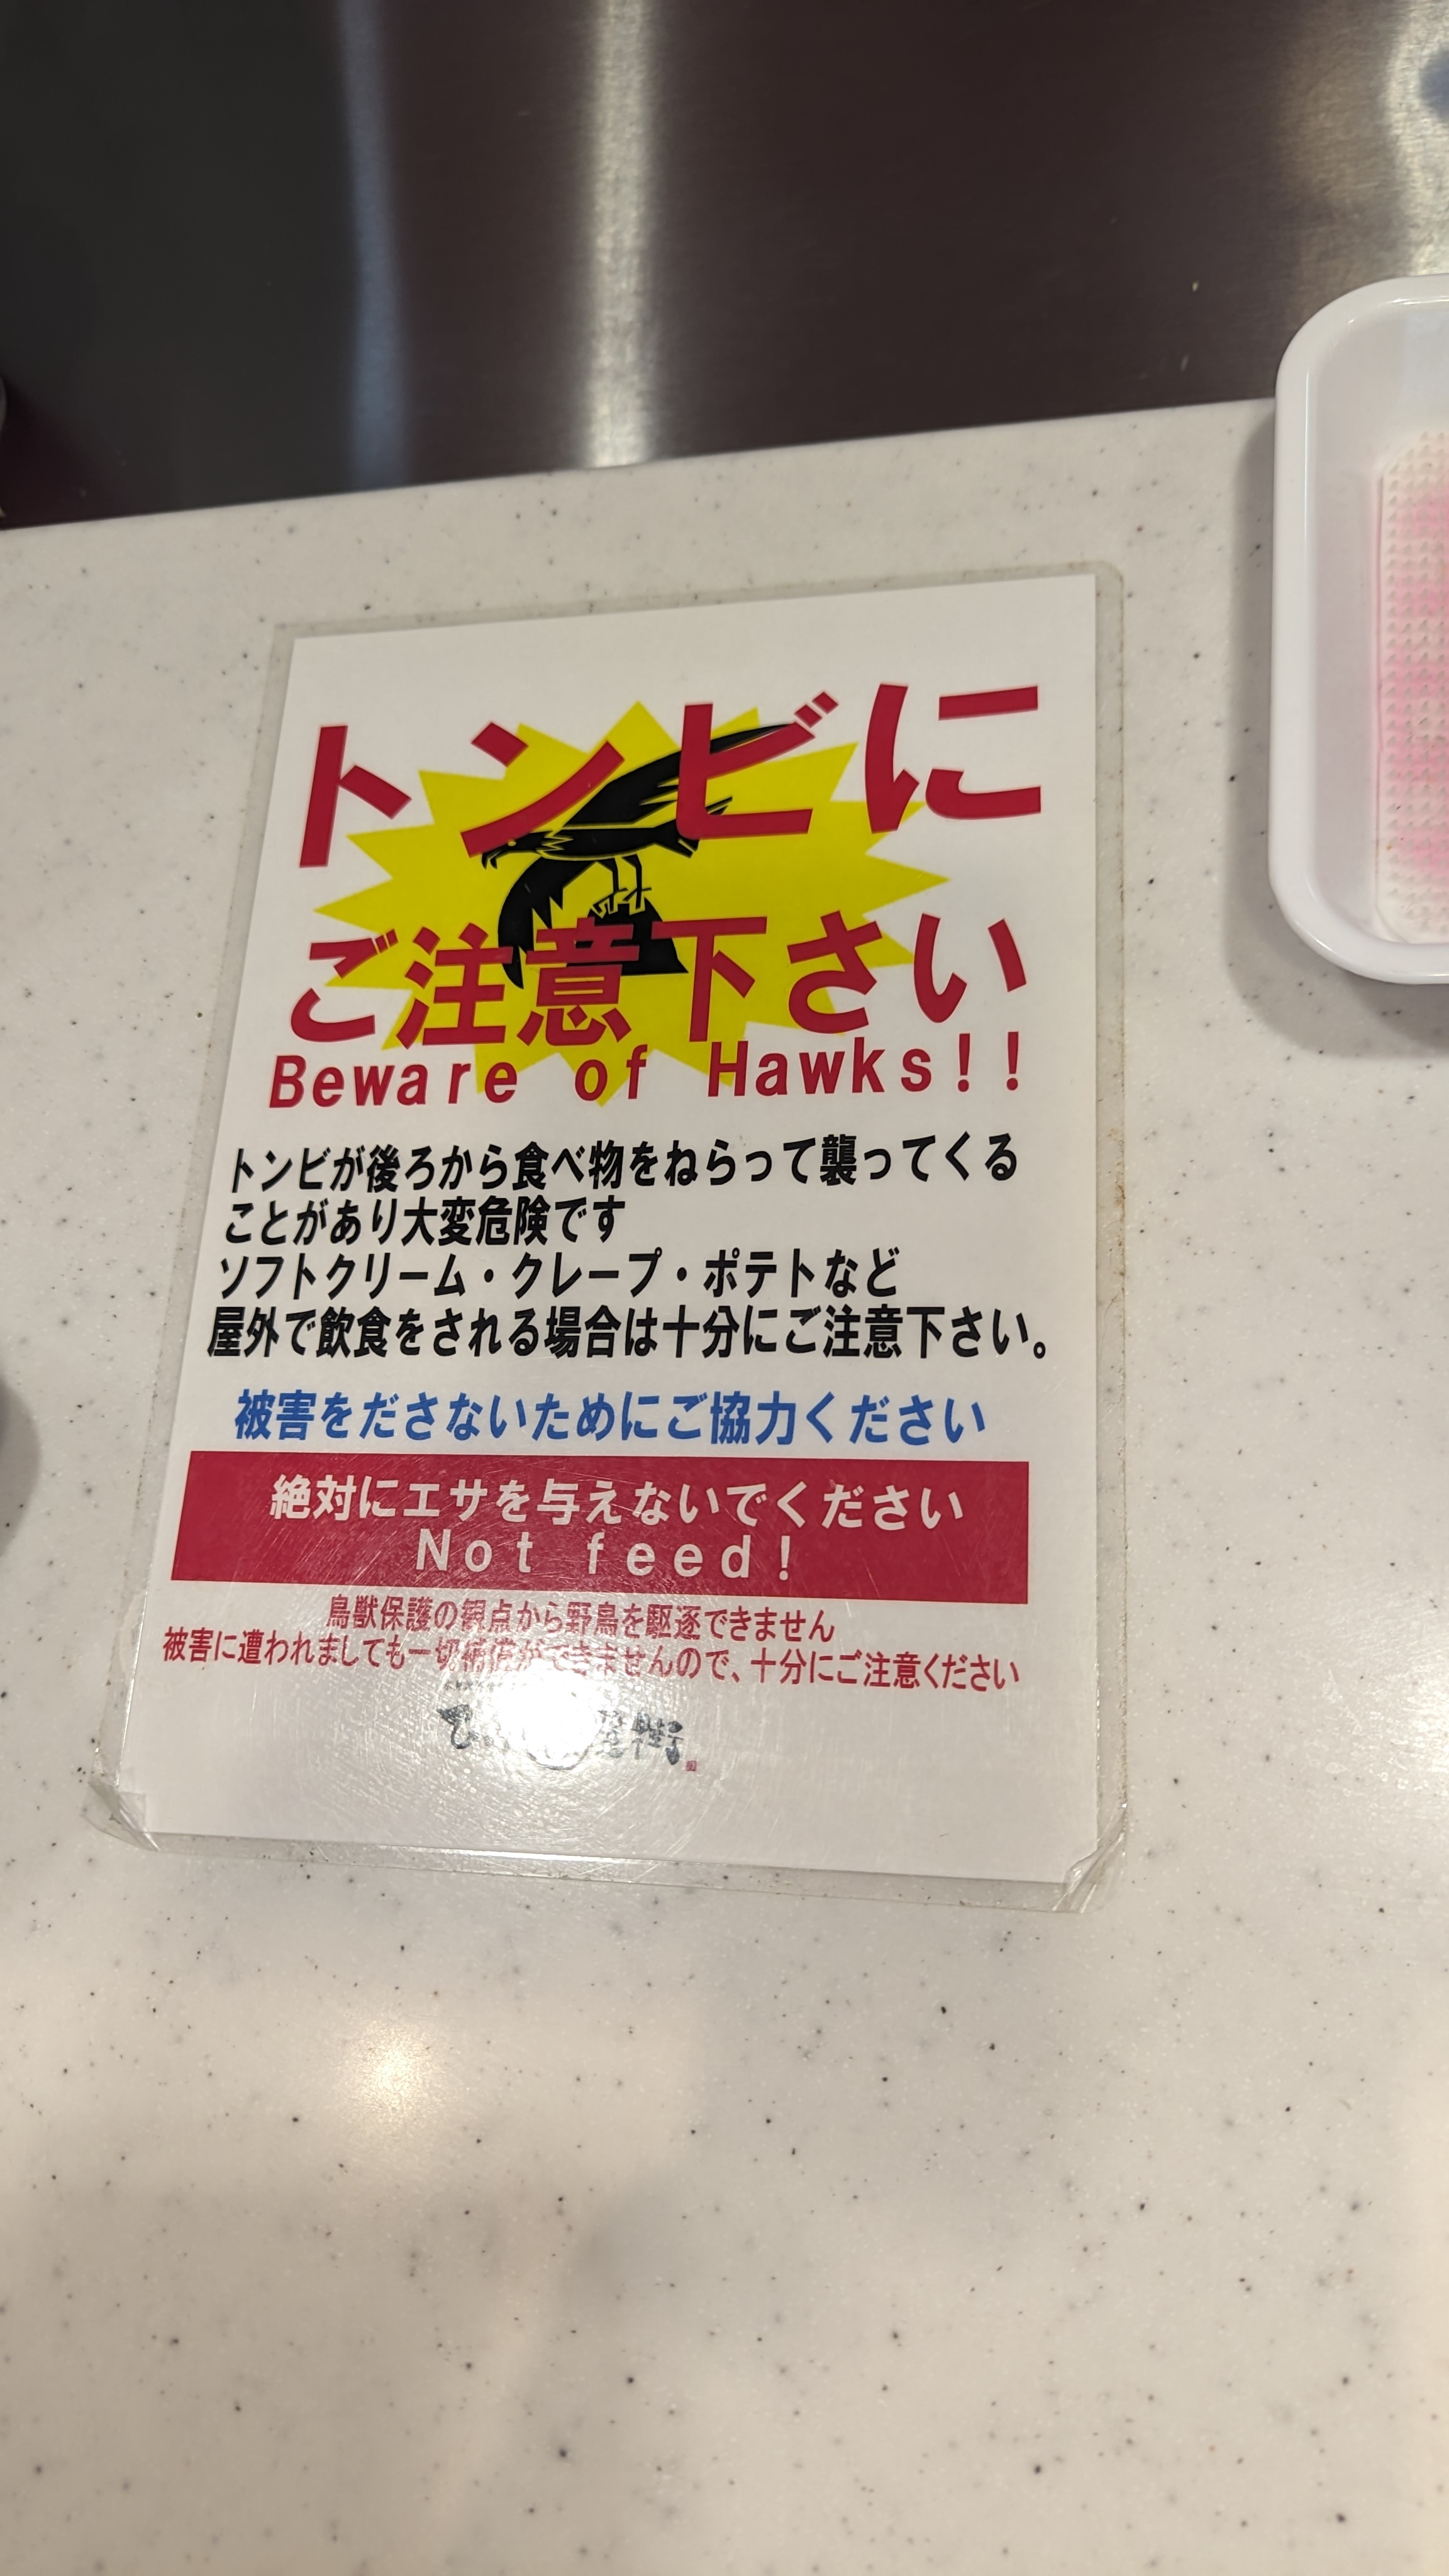 トンビに
ご注意下さい
Beware of Hawks!!
トンビが後ろから食べ物をねらって襲ってくる
ことがあり大変危険です
ソフトクリーム・クレープ・ポテトなど
屋外で飲食をされる場合は十分にご注意下さい。
被害をださないためにご協力ください
絶対にエサを与えないでください
Not feed!
鳥獣保護の観点から野鳥を駆逐できません
被害に遭われましても一切補償ができませんので、十分にご注意ください